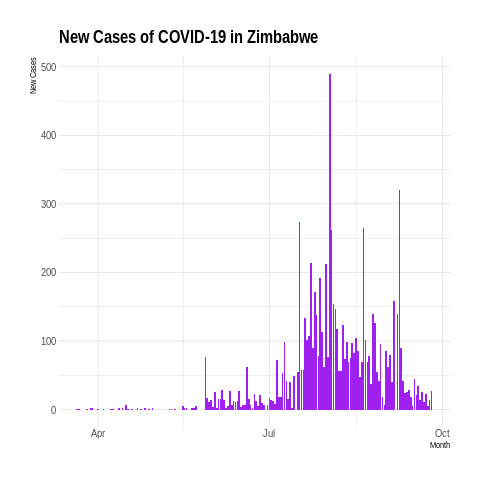 New Cases of COVID-19 in Zimbabwe
New Cases
500
400
300
200
100
0
Apr
Jul
Oct
Month